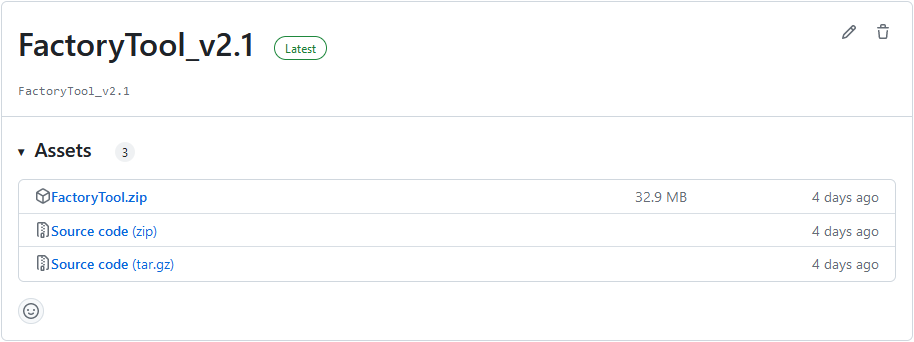 FactoryTool_v2.1 Latest
FactoryTool_v2.1
Assets 3
FactoryTool.zip 32.9 MB 4 days ago
Source code (zip) 4 days ago
Source code (tar.gz) 4 days ago